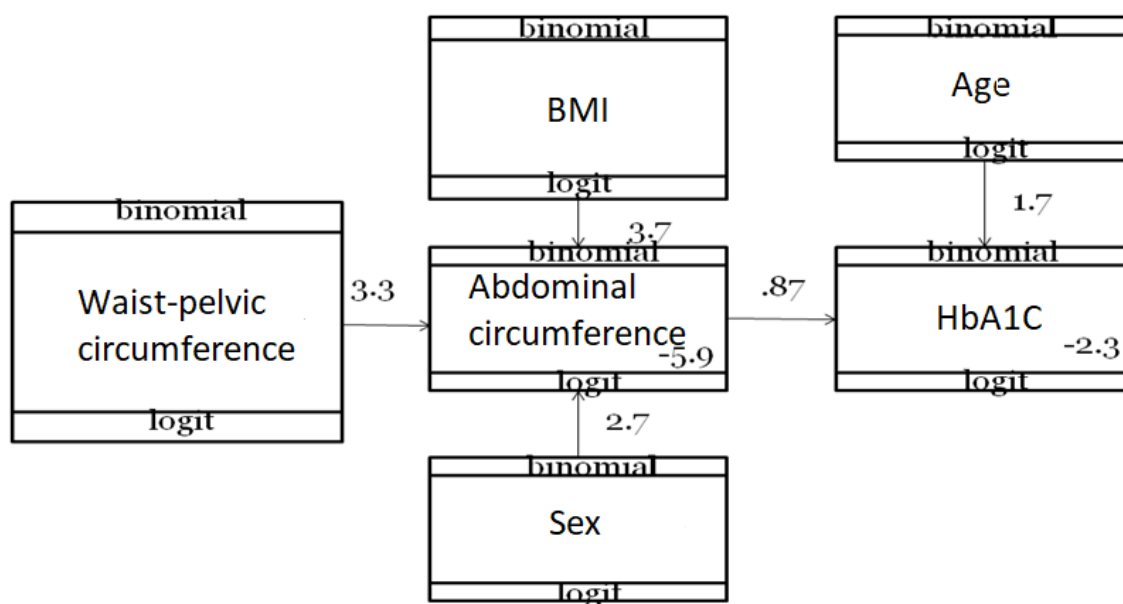 binomial
BMI
logit
binomial
Age
logit
binomial
Waist-pelvic
circumference
logit
3.3
3.7
binomial
Abdominal
circumference
-5.9
logit
.87
1.7
binomial
HbA1C
-2.3
logit
2.7
binomial
Sex
logit